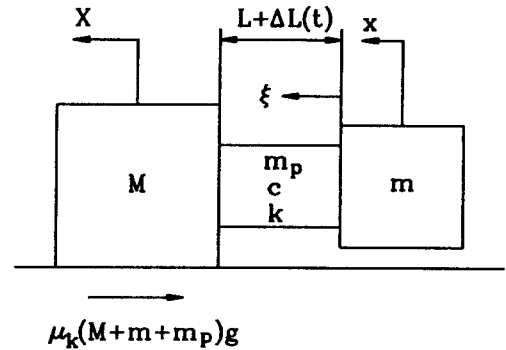 X
L+ΔL(t)
x
ξ
M
m_p
c
k
m
μ_k(M+m+m_p)g